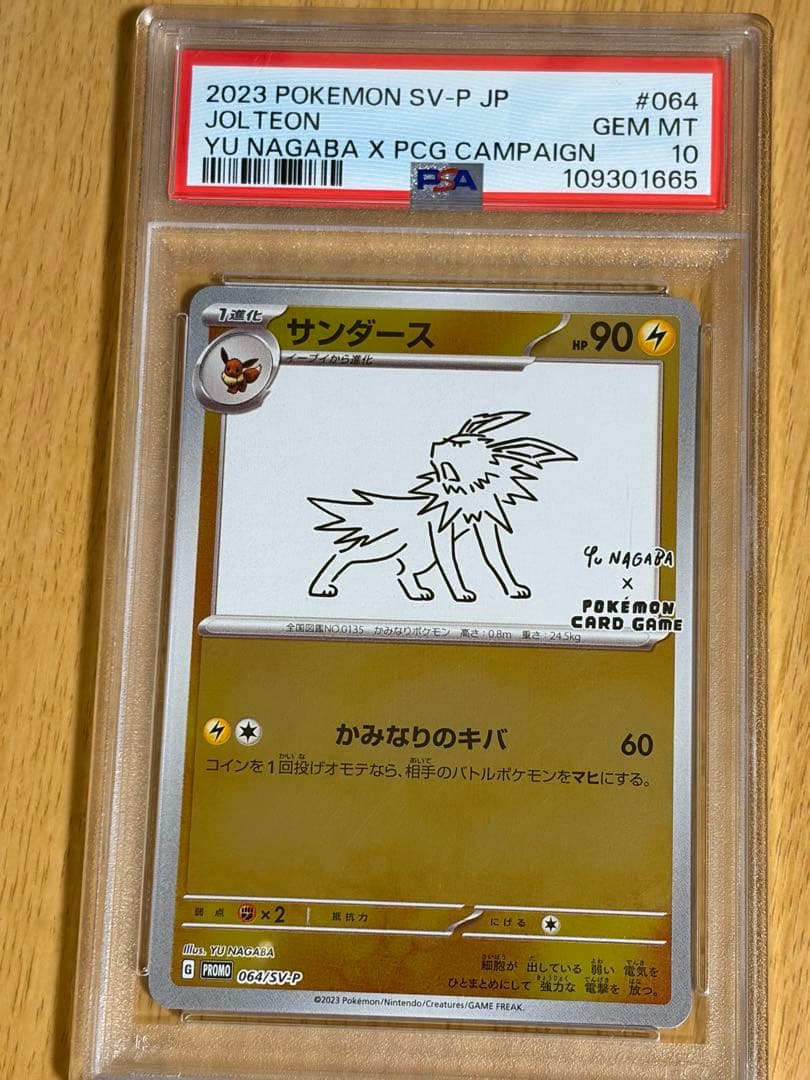 2023 POKEMON SV-P JP #064
JOLTEON GEM MT
YU NAGABA X PCG CAMPAIGN 10
PSA 109301665
1進化
サンダース HP 90
イーブイから進化
YU NAGABA
×
POKÉMON
CARD GAME
全国図鑑NO.0135 かみなりポケモン 高さ:0.8m 重さ:24.5kg
かみなりのキバ 60
コインを1回投げオモテなら、相手のバトルポケモンをマヒにする。
弱点 ×2 抵抗力 にげる
Illus. YU NAGABA
G PROMO 064/SV-P
細胞が 出している 弱い 電気を
ひとまとめにして 強力な 電撃を 放つ。
©2023 Pokémon/Nintendo/Creatures/GAME FREAK.